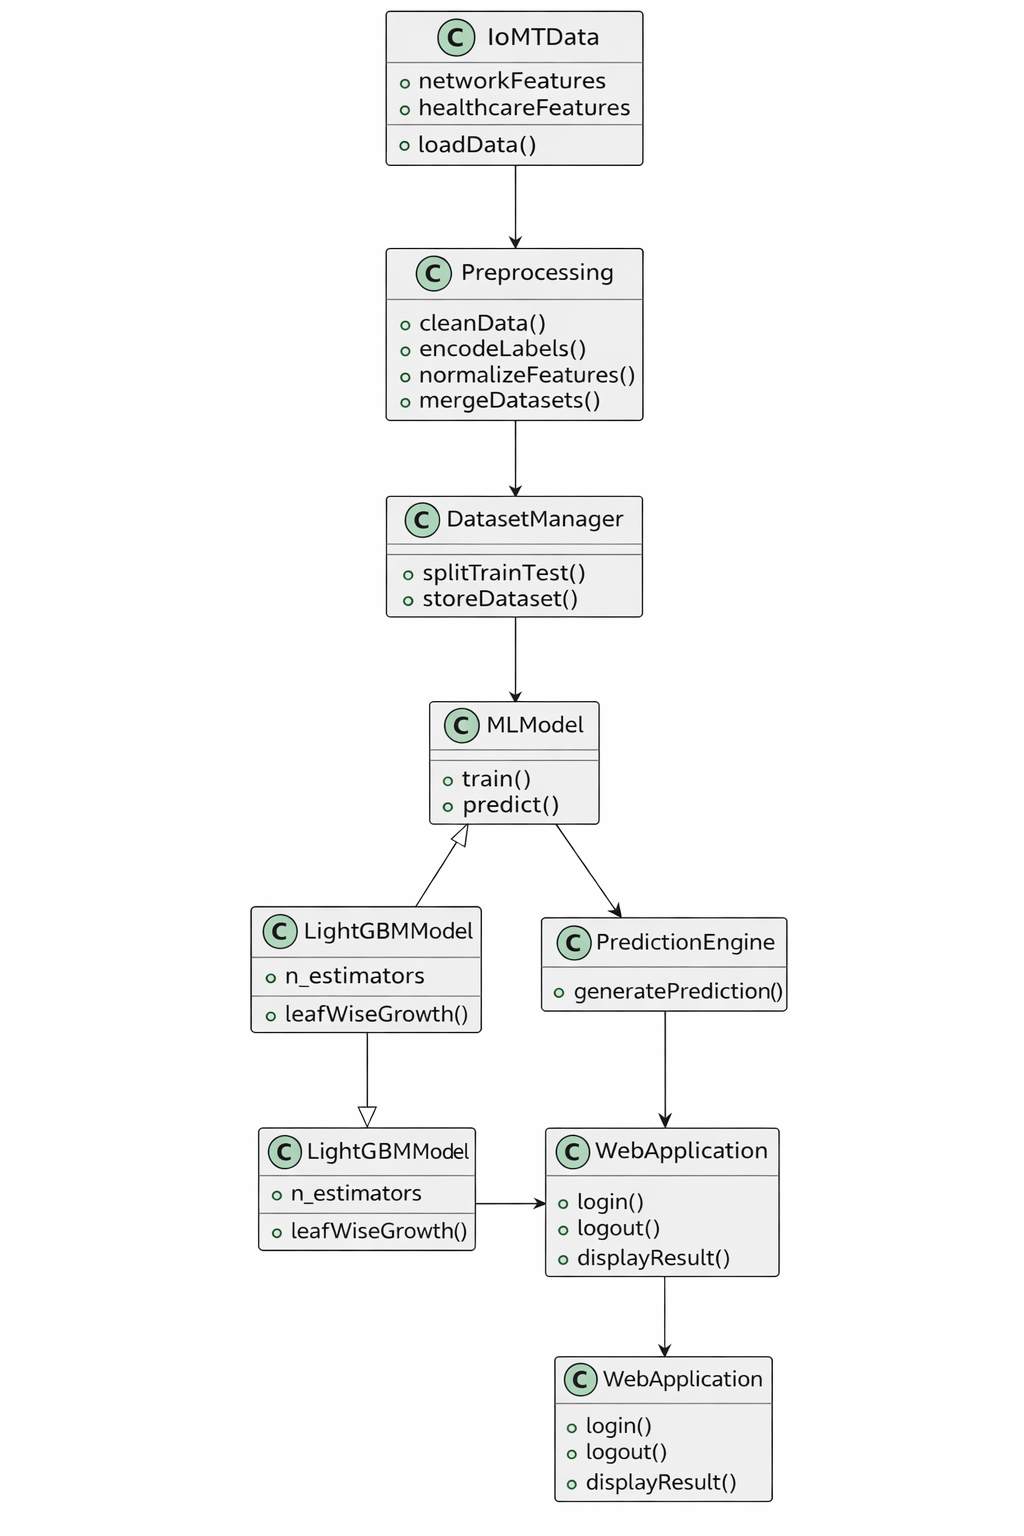 C IoMTData
networkFeatures
healthcareFeatures
loadData()
C Preprocessing
cleanData()
encodeLabels()
normalizeFeatures()
mergeDatasets()
C DatasetManager
splitTrainTest()
storeDataset()
C MLModel
train()
predict()
C LightGBMModel
n_estimators
leafWiseGrowth()
C PredictionEngine
generatePrediction()
C LightGBMModel
n_estimators
leafWiseGrowth()
C WebApplication
login()
logout()
displayResult()
C WebApplication
login()
logout()
displayResult()